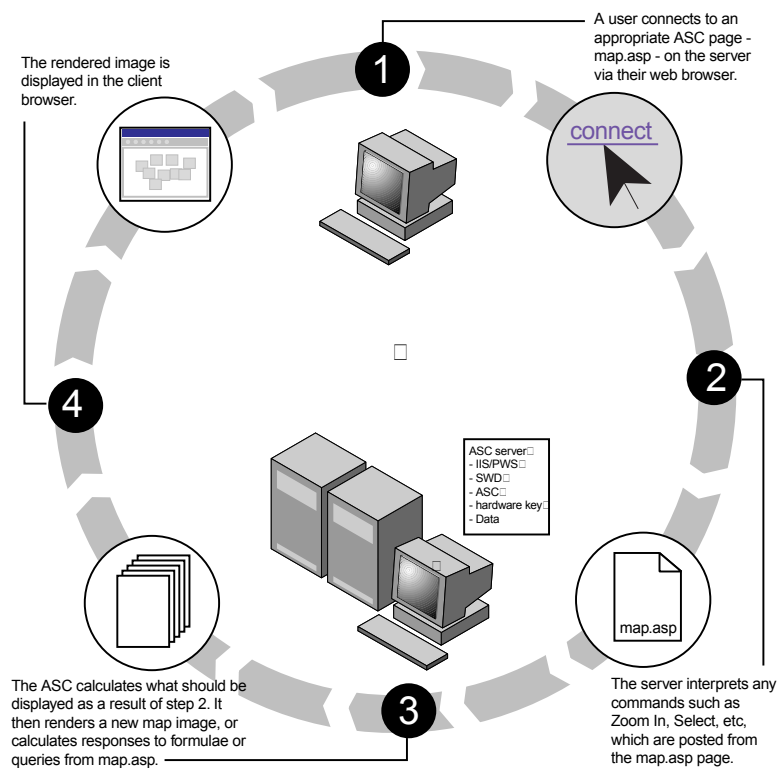 1
A user connects to an
appropriate ASC page -
map.asp - on the server
via their web browser.
The rendered image is
displayed in the client
browser.
connect
2
4
ASC server
- IIS/PWS
- SWD
- ASC
- hardware key
- Data
map.asp
The server interprets any
commands such as
Zoom In, Select, etc,
which are posted from
the map.asp page.
3
The ASC calculates what should be
displayed as a result of step 2. It
then renders a new map image, or
calculates responses to formulae or
queries from map.asp.